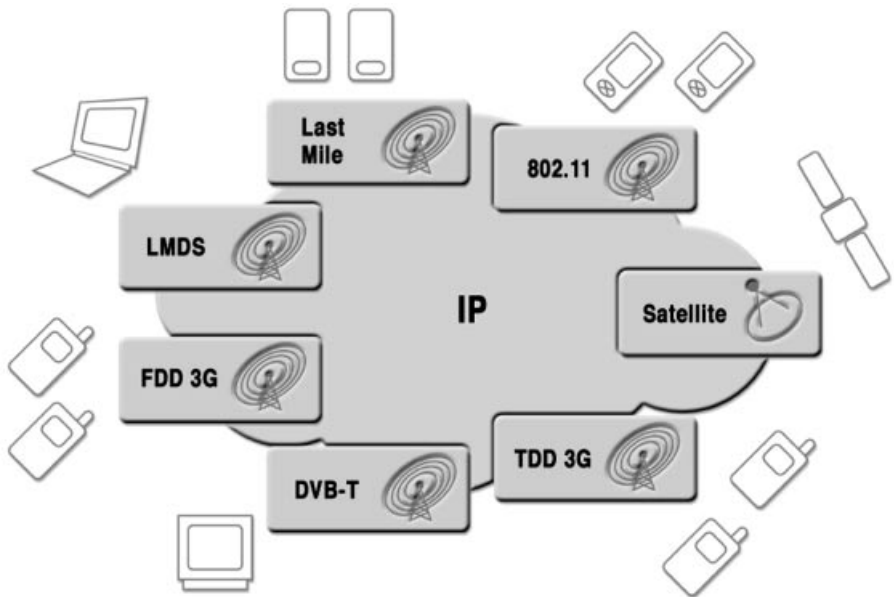 Last
Mile
802.11
LMDS
IP
Satellite
FDD 3G
TDD 3G
DVB-T